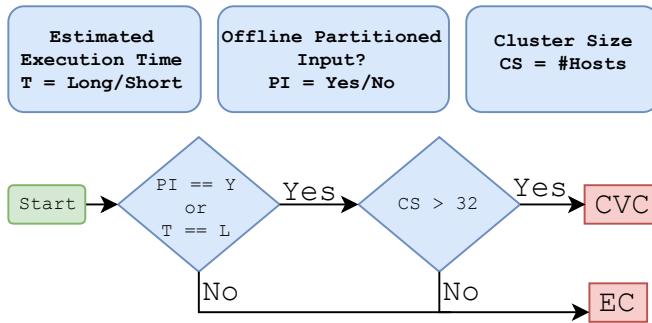 Estimated
Execution Time
T = Long/Short
Offline Partitioned
Input?
PI = Yes/No
Cluster Size
CS = #Hosts
Start
PI == Y
or
T == L
Yes
CS > 32
Yes
CVC
No
No
EC